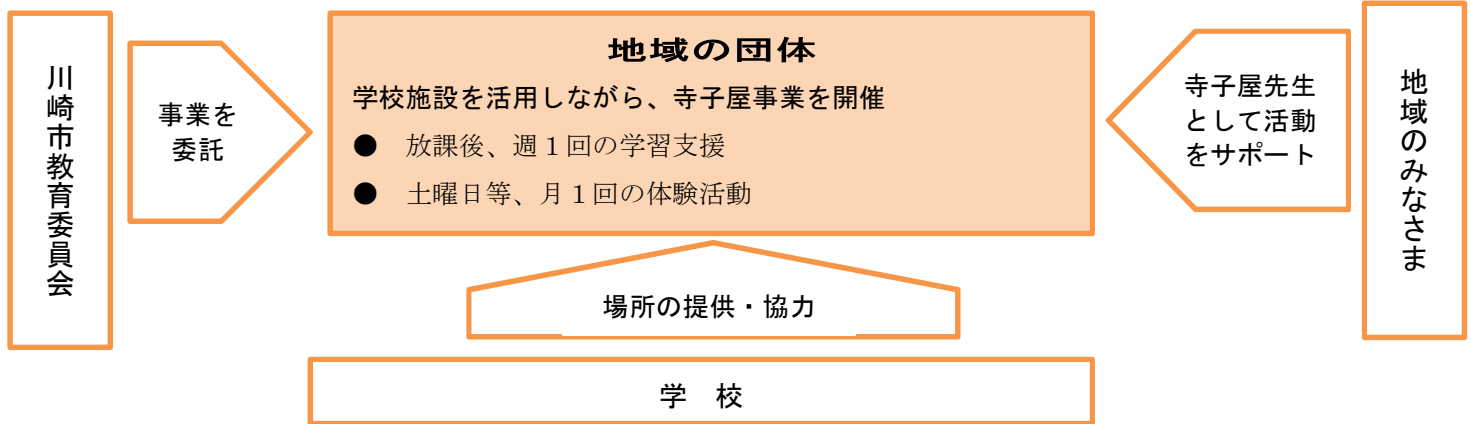 川崎市教育委員会
事業を
委託
地域の団体
学校施設を活用しながら、寺子屋事業を開催
● 放課後、週１回の学習支援
● 土曜日等、月１回の体験活動
寺子屋先生
として活動
をサポート
地域のみなさま
場所の提供・協力
学　校